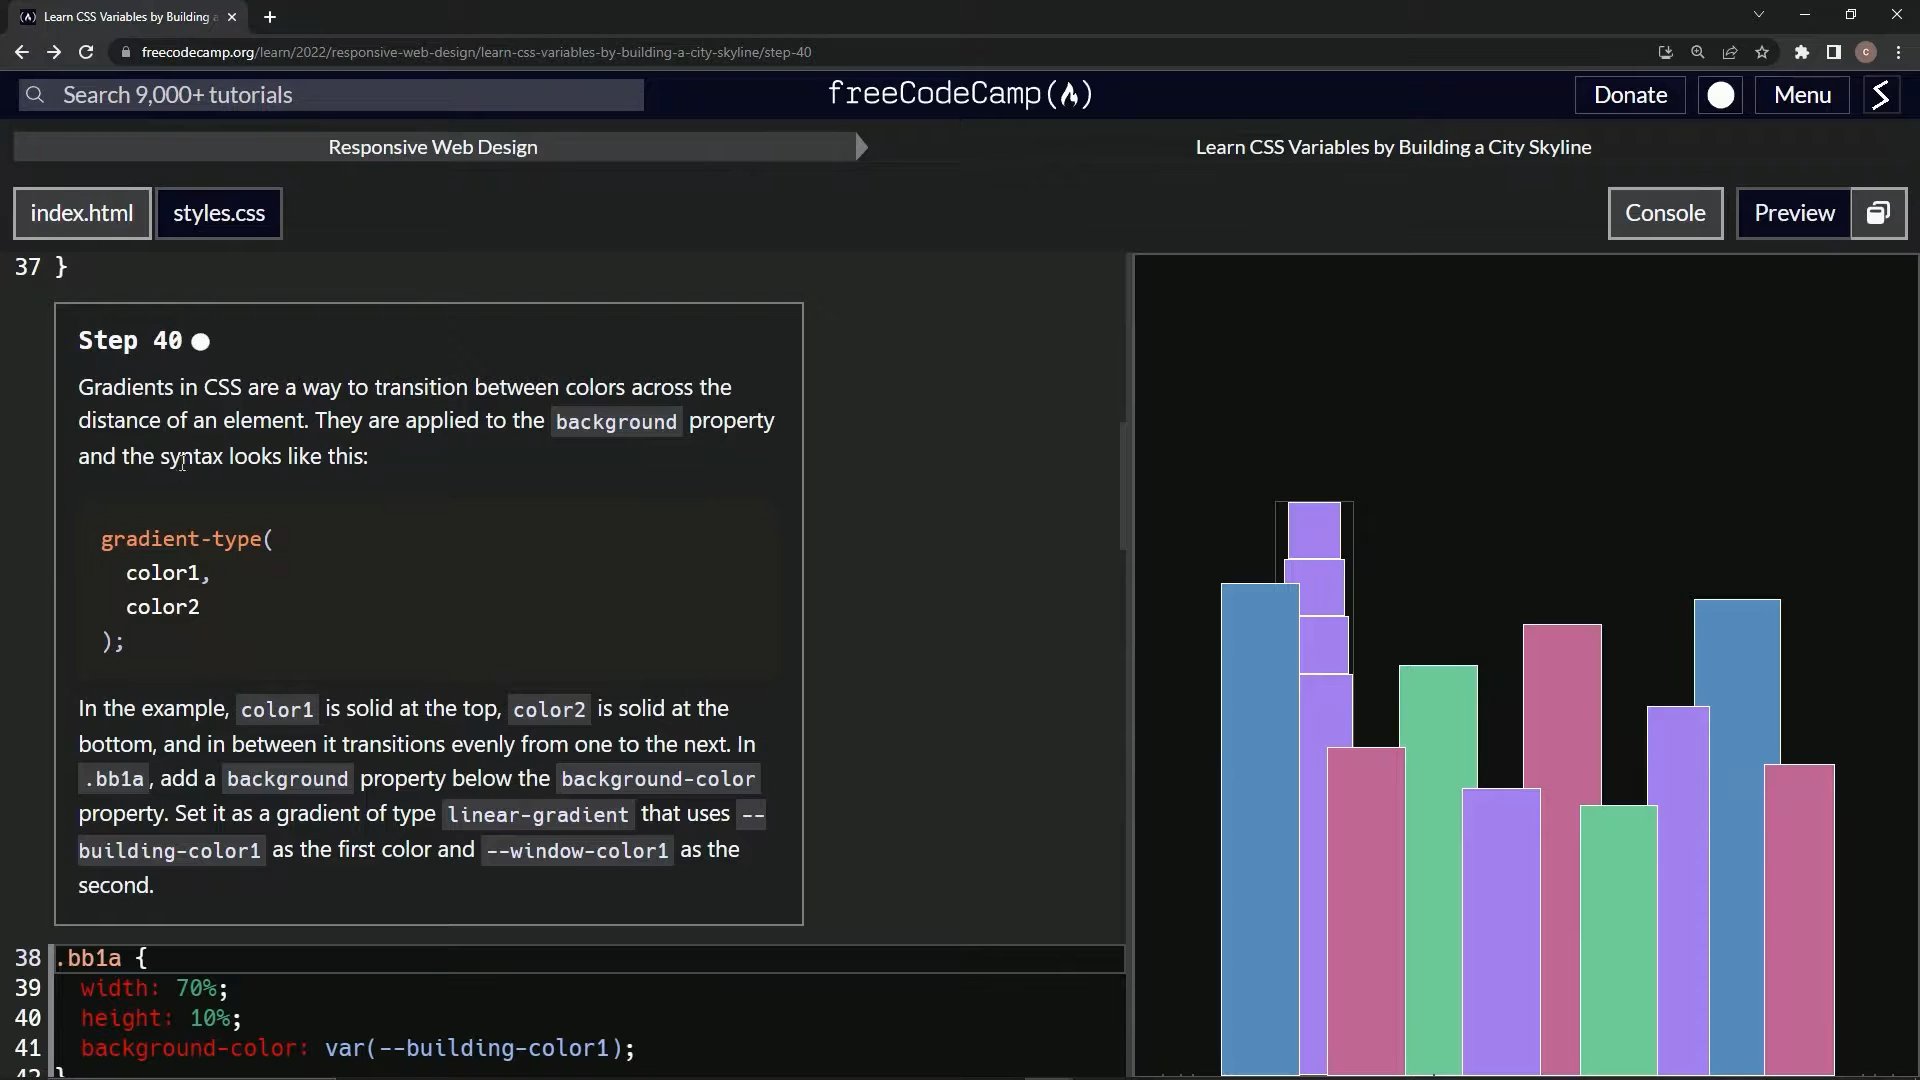 Learn CSS Variables by Building a
freecodecamp.org/learn/2022/responsive-web-design/learn-css-variables-by-building-a-city-skyline/step-40
c
Search 9,000+ tutorials
freeCodeCamp
Donate
Menu
Responsive Web Design
Learn CSS Variables by Building a City Skyline
index.html
styles.css
Console
Preview
37 }
Step 40
Gradients in CSS are a way to transition between colors across the
distance of an element. They are applied to the background property
and the syntax looks like this:
gradient-type(
color1,
color2
);
In the example, color1 is solid at the top, color2 is solid at the
bottom, and in between it transitions evenly from one to the next. In
.bb1a, add a background property below the background-color
property. Set it as a gradient of type linear-gradient that uses --
building-color1 as the first color and --window-color1 as the
second.
38 .bb1a {
39 width: 70%;
40 height: 10%;
41 background-color: var(--building-color1);
42 }